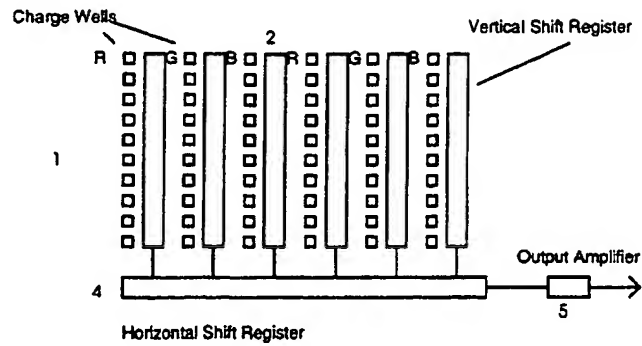 Charge Wells
2
Vertical Shift Register
R G B R G B
1
Output Amplifier
4
5
Horizontal Shift Register